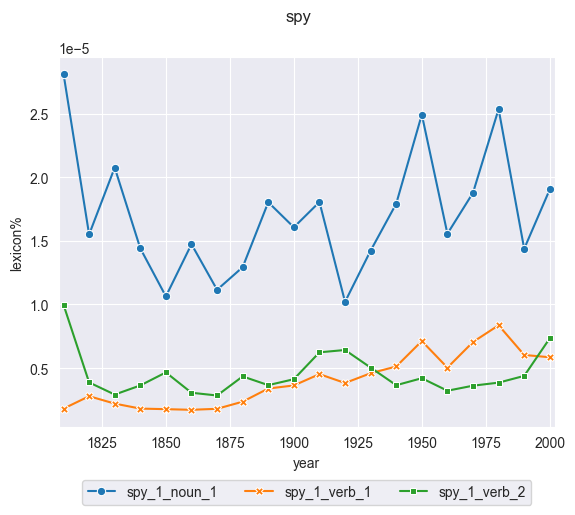 spy
1e−5
2.5
2.0
lexicon%
1.5
1.0
0.5
1825 1850 1875 1900 1925 1950 1975 2000
year
spy_1_noun_1 spy_1_verb_1 spy_1_verb_2